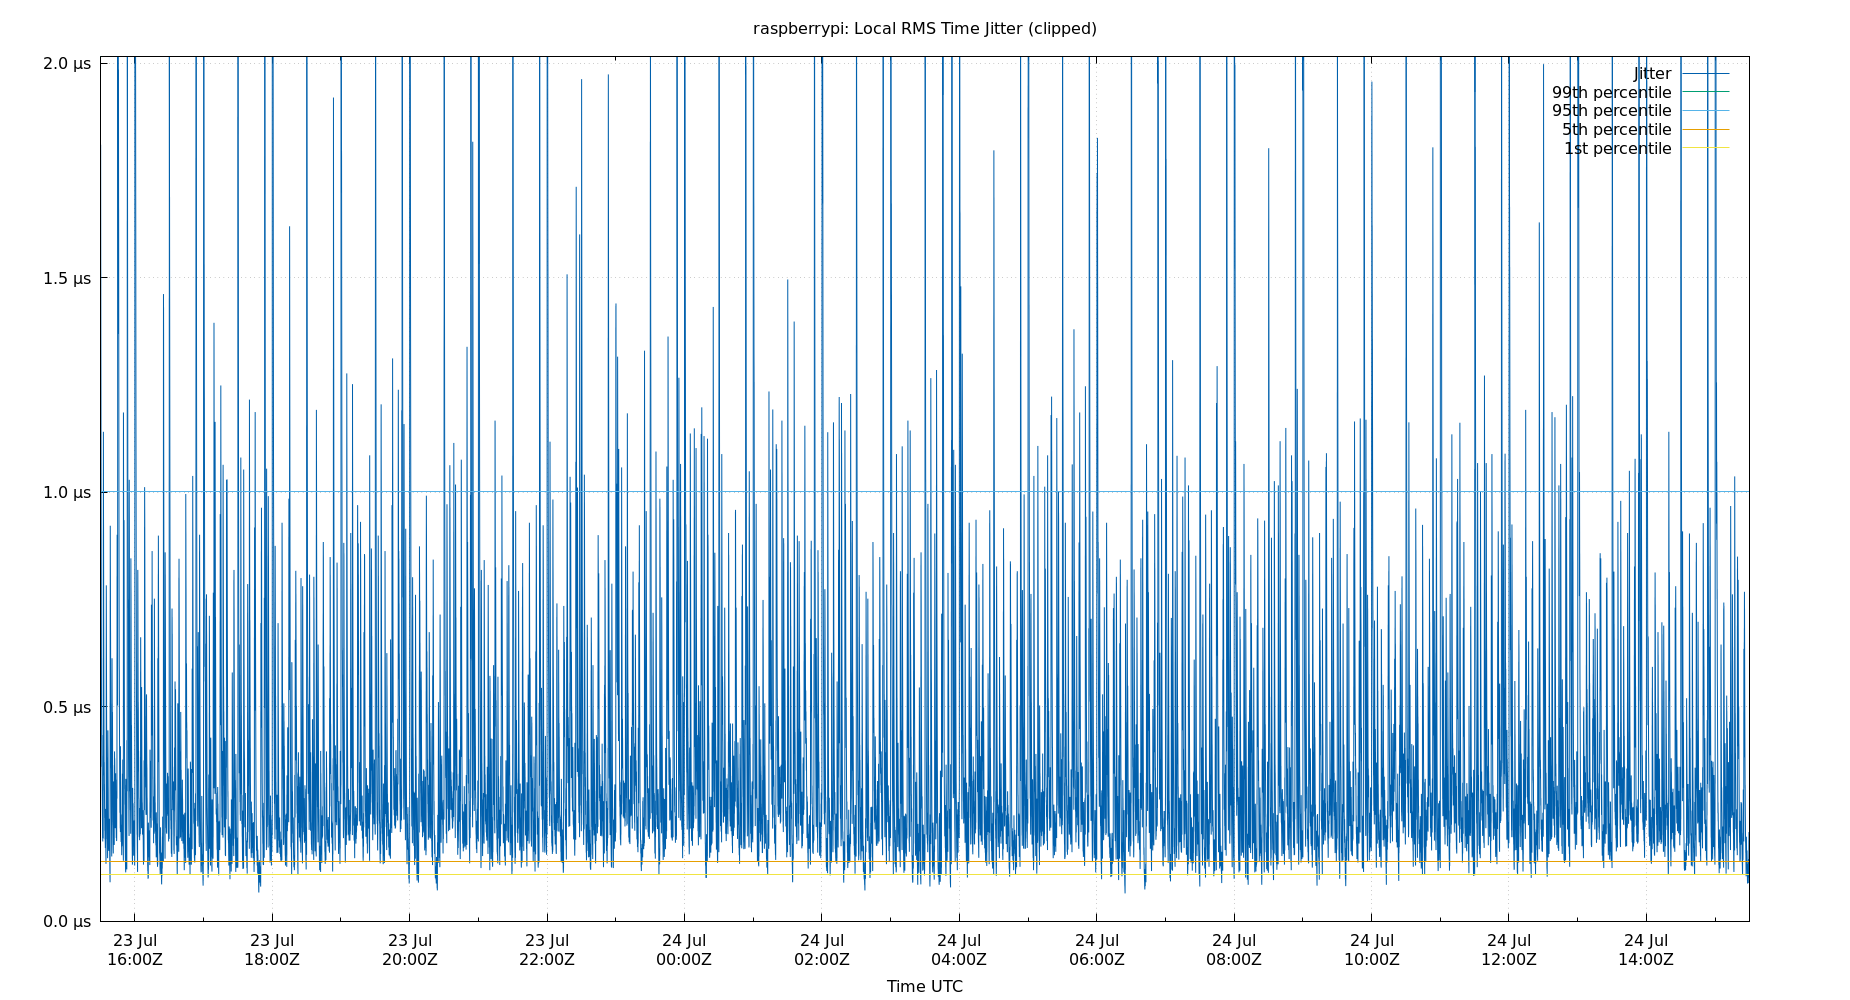 raspberrypi: Local RMS Time Jitter (clipped)
2.0 µs
1.5 µs
1.0 µs
0.5 µs
0.0 µs
Jitter
99th percentile
95th percentile
5th percentile
1st percentile
23 Jul 23 Jul 23 Jul 23 Jul 24 Jul 24 Jul 24 Jul 24 Jul 24 Jul 24 Jul 24 Jul 24 Jul
16:00Z 18:00Z 20:00Z 22:00Z 00:00Z 02:00Z 04:00Z 06:00Z 08:00Z 10:00Z 12:00Z 14:00Z
Time UTC